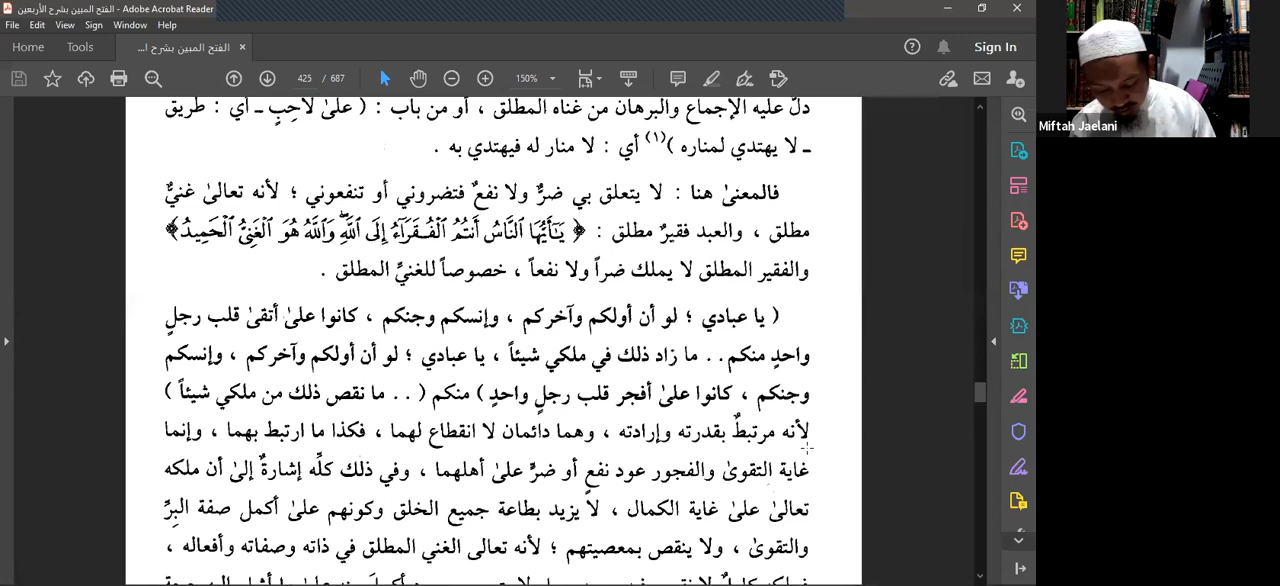 الفتح المبين بشرح الأربعين - Adobe Acrobat Reader
File Edit View Sign Window Help
Home Tools الفتح المبين بشرح ا... × Sign In
425 / 687 150%
Miftah Jaelani
دلّ عليه الإجماع والبرهان من غناه المطلق ، أو من باب : ( على لاحِبٍ ـ أي : طريق
ـ لا يهتدي لمناره )(١) أي : لا منار له فيهتدي به .
فالمعنى هنا : لا يتعلق بي ضرٌّ ولا نفعٌ فتضروني أو تنفعوني ؛ لأنه تعالى غنيٌّ
مطلق ، والعبد فقيرٌ مطلق : ﴿ يَٰٓأَيُّهَا ٱلنَّاسُ أَنتُمُ ٱلْفُقَرَآءُ إِلَى ٱللَّهِ وَٱللَّهُ هُوَ ٱلْغَنِىُّ ٱلْحَمِيدُ﴾
والفقير المطلق لا يملك ضراً ولا نفعاً ، خصوصاً للغنيِّ المطلق .
( يا عبادي ؛ لو أن أولكم وآخركم ، وإنسكم وجنكم ، كانوا على أتقى قلب رجلٍ
واحدٍ منكم . . ما زاد ذلك في ملكي شيئاً ، يا عبادي ؛ لو أن أولكم وآخركم ، وإنسكم
وجنكم ، كانوا على أفجر قلب رجلٍ واحدٍ ) منكم ( . . ما نقص ذلك من ملكي شيئاً )
لأنه مرتبطٌ بقدرته وإرادته ، وهما دائمان لا انقطاع لهما ، فكذا ما ارتبط بهما ، وإنما
غاية التقوى والفجور عود نفعٍ أو ضرٍّ على أهلهما ، وفي ذلك كلِّه إشارةٌ إلى أن ملكه
تعالى على غاية الكمال ، لا يزيد بطاعة جميع الخلق وكونهم على أكمل صفة البِرِّ
والتقوى ، ولا ينقص بمعصيتهم ؛ لأنه تعالى الغني المطلق في ذاته وصفاته وأفعاله ،